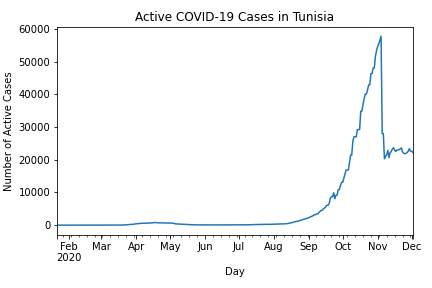 Active COVID-19 Cases in Tunisia
Number of Active Cases
60000
50000
40000
30000
20000
10000
0
Feb Mar Apr May Jun Jul Aug Sep Oct Nov Dec
2020
Day